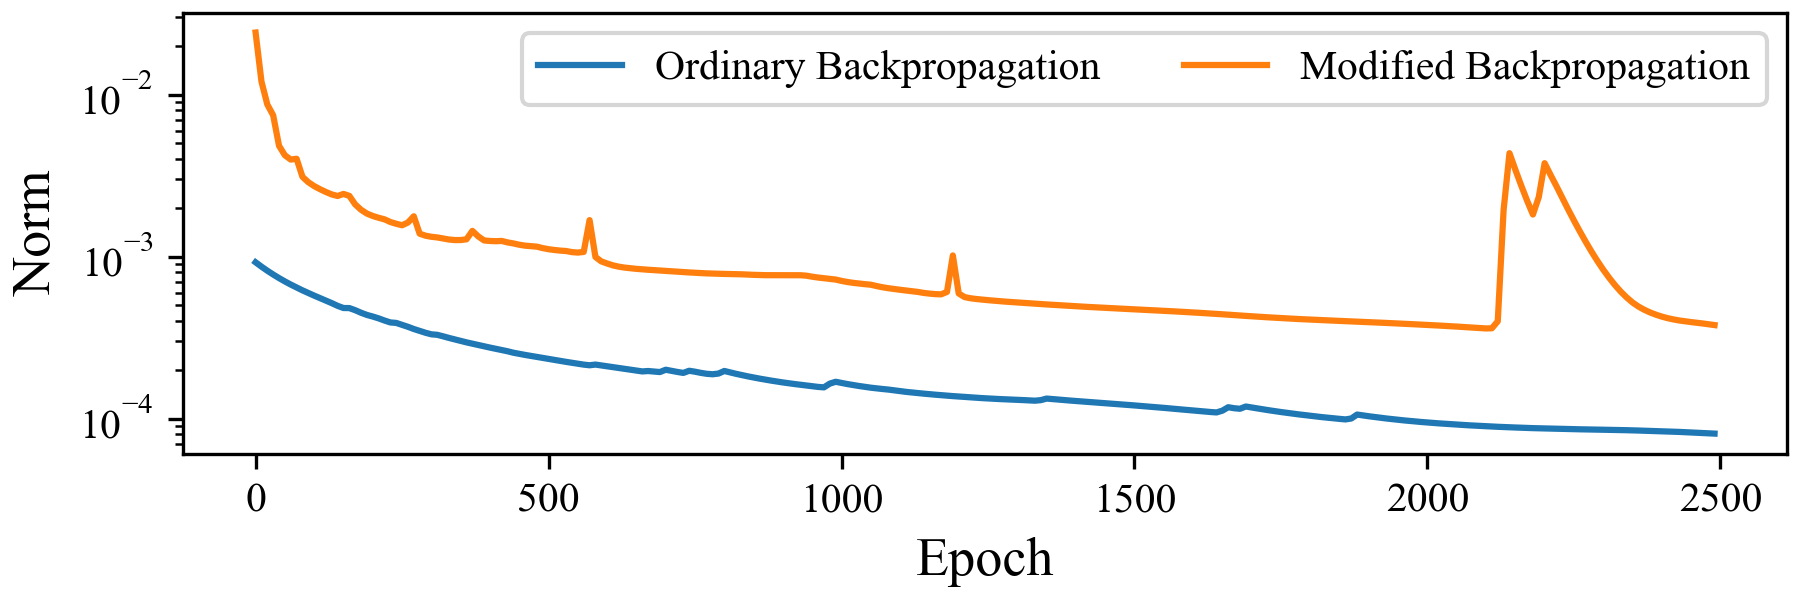 Ordinary Backpropagation
Modified Backpropagation
Norm
10⁻²
10⁻³
10⁻⁴
0 500 1000 1500 2000 2500
Epoch